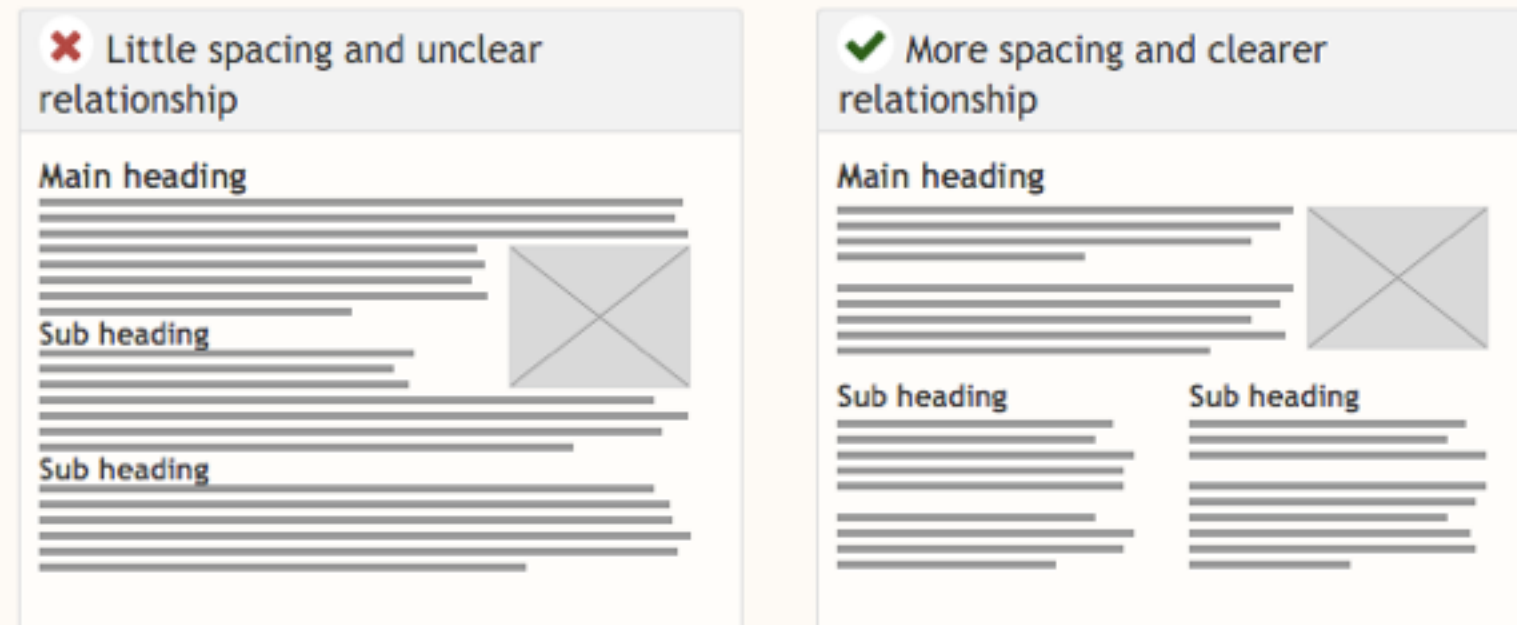 Little spacing and unclear
relationship
Main heading
Sub heading
Sub heading
More spacing and clearer
relationship
Main heading
Sub heading
Sub heading